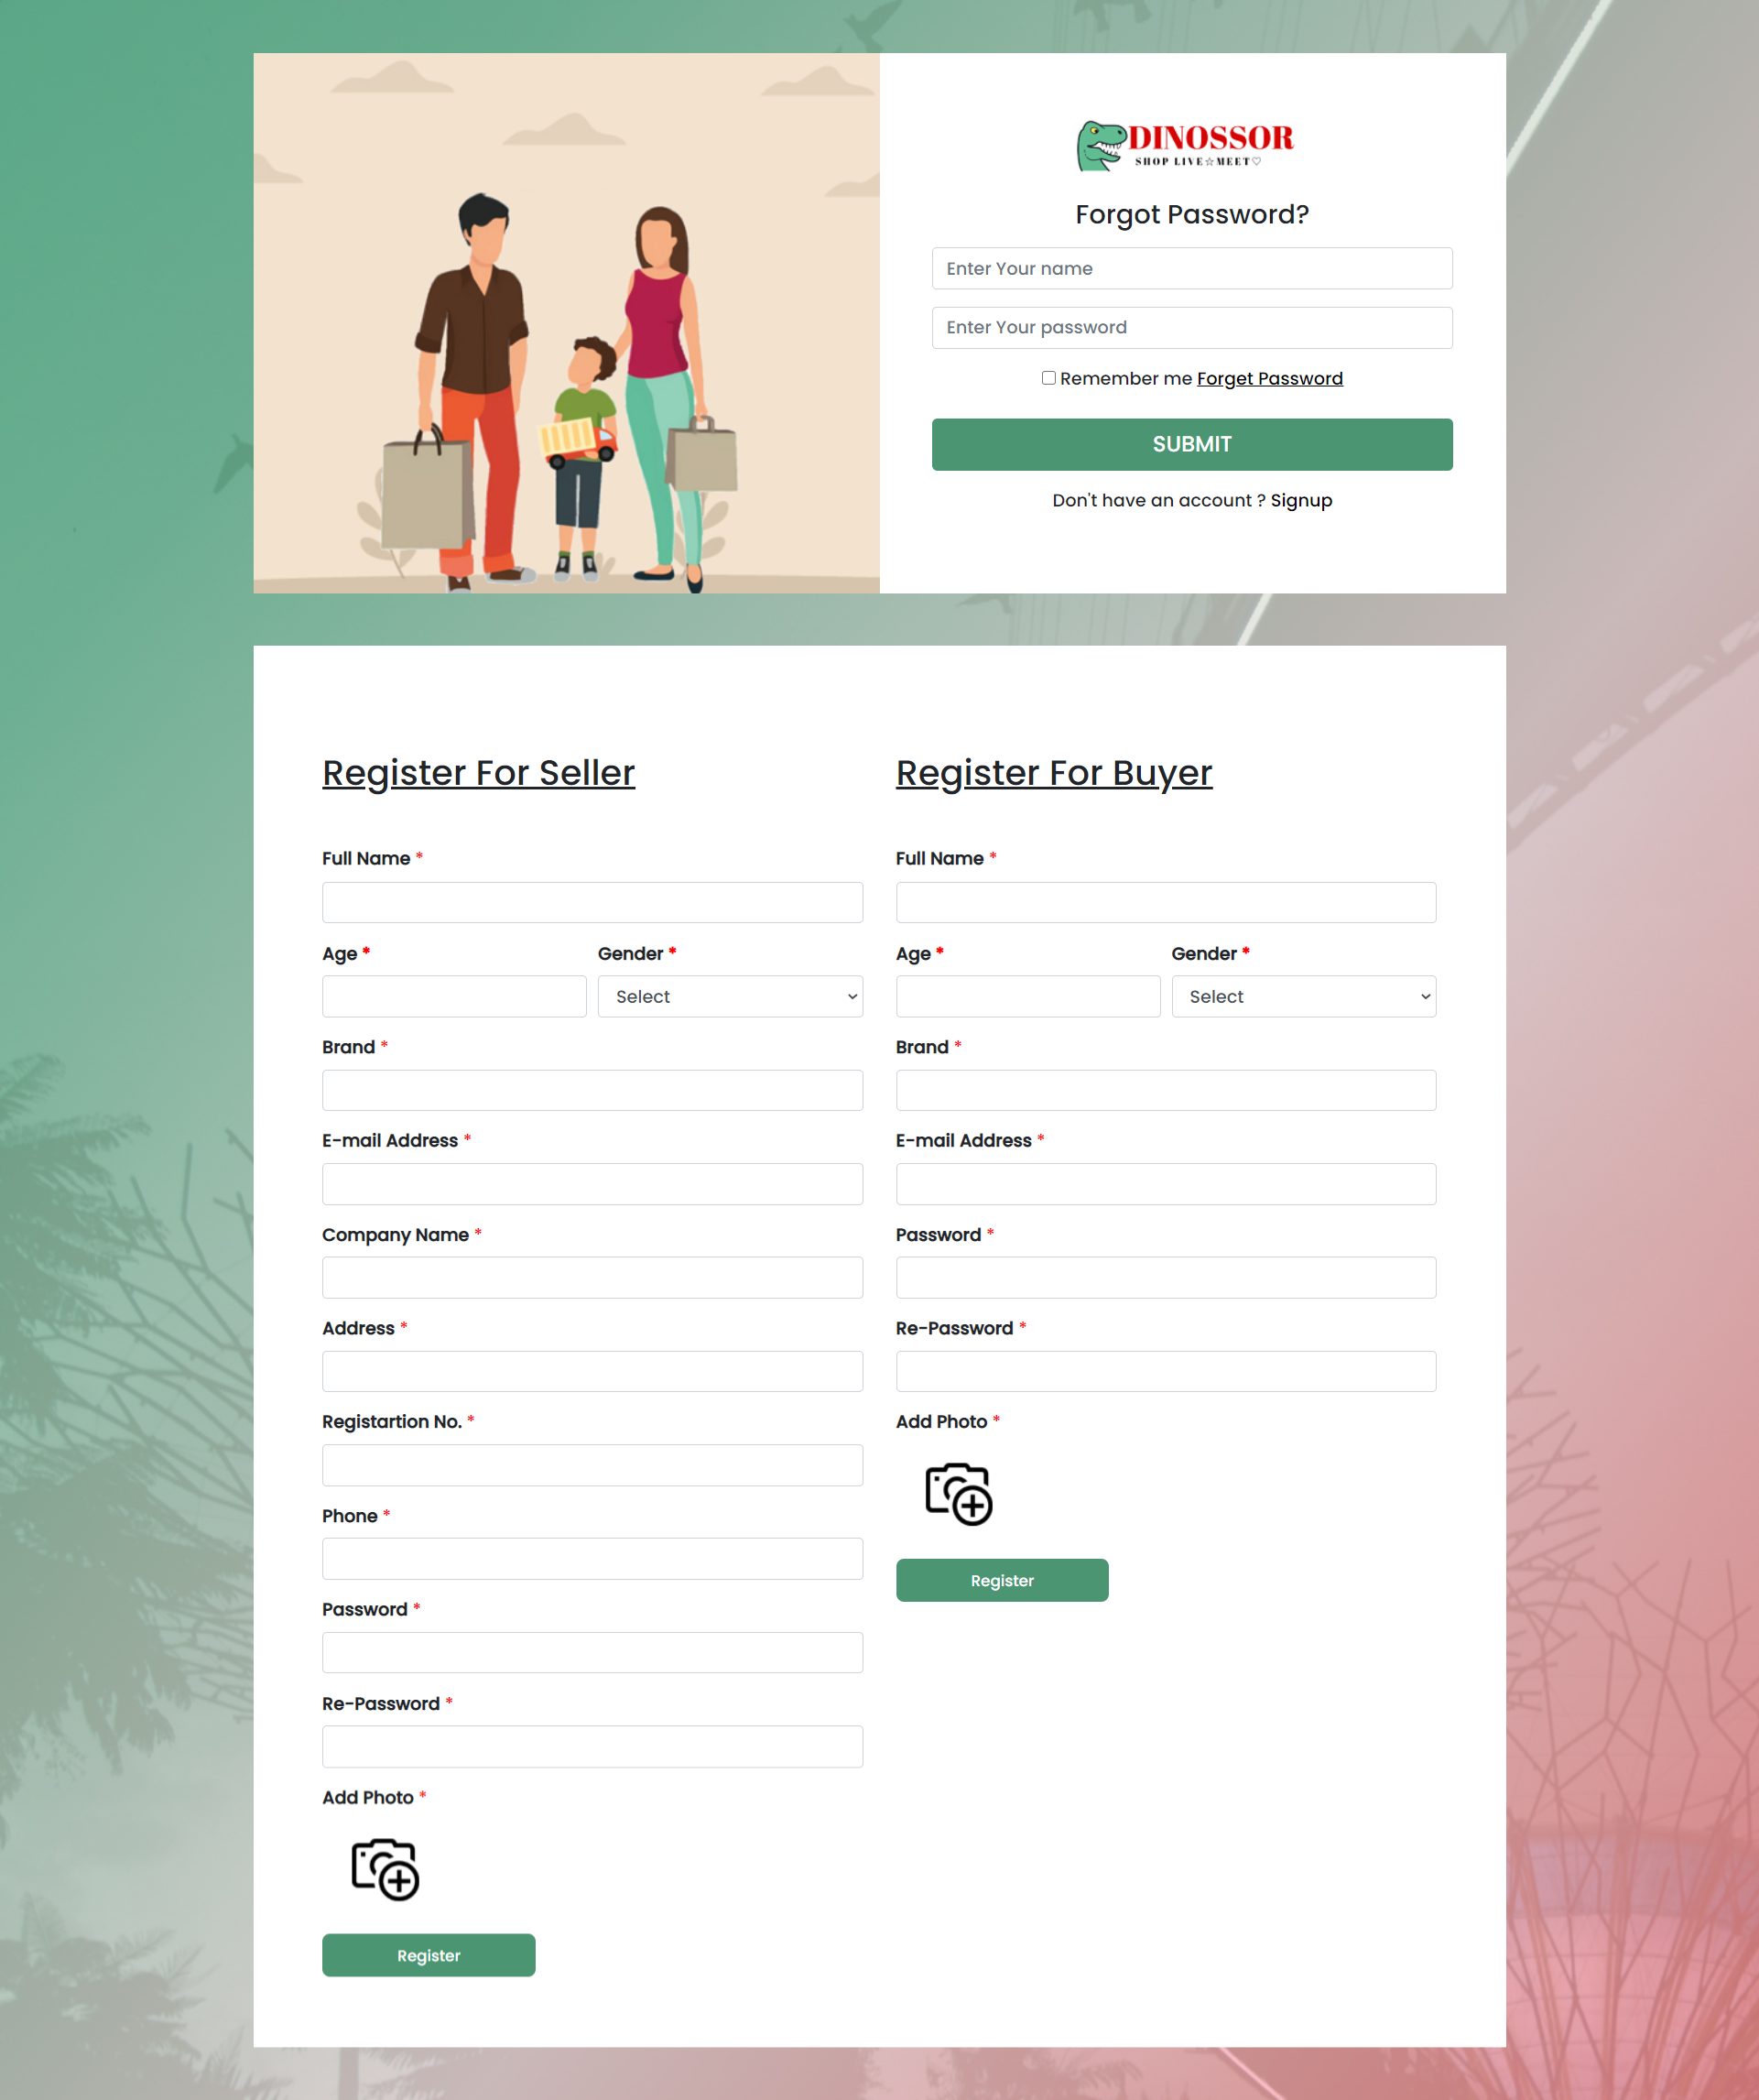 DINOSSOR
SHOP LIVE☆MEET♡
Forgot Password?
Enter Your name
Enter Your password
Remember me Forget Password
SUBMIT
Don't have an account ? Signup
Register For Seller
Full Name *
Age * Gender *
Select
Brand *
E-mail Address *
Company Name *
Address *
Registartion No. *
Phone *
Password *
Re-Password *
Add Photo *
Register
Register For Buyer
Full Name *
Age * Gender *
Select
Brand *
E-mail Address *
Password *
Re-Password *
Add Photo *
Register